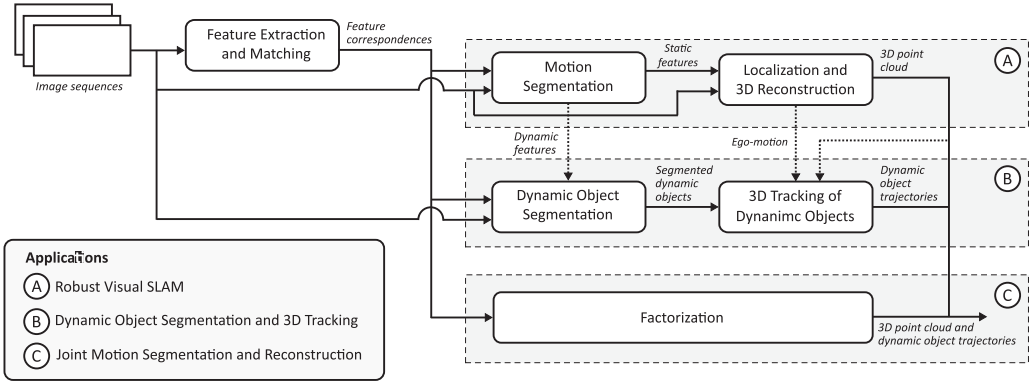 Image sequences
Feature Extraction
and Matching
Feature
correspondences
A
Motion
Segmentation
Static
features
Localization and
3D Reconstruction
3D point
cloud
Dynamic
features
Ego-motion
B
Dynamic Object
Segmentation
Segmented
dynamic
objects
3D Tracking of
Dynanimc Objects
Dynamic
object
trajectories
C
Factorization
3D point cloud and
dynamic object trajectories
Applications
A Robust Visual SLAM
B Dynamic Object Segmentation and 3D Tracking
C Joint Motion Segmentation and Reconstruction